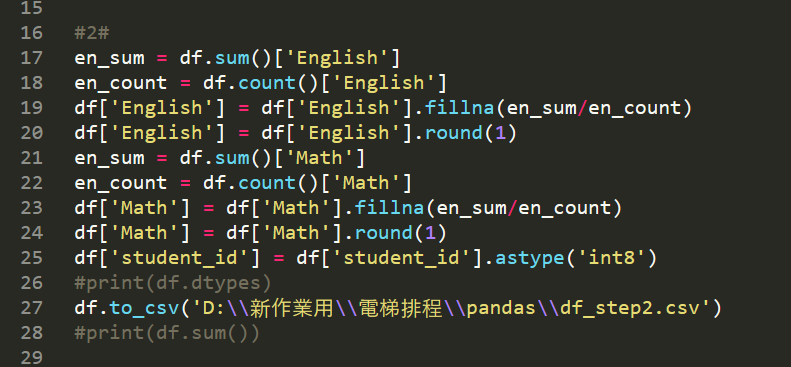 15
16 #2#
17 en_sum = df.sum()['English']
18 en_count = df.count()['English']
19 df['English'] = df['English'].fillna(en_sum/en_count)
20 df['English'] = df['English'].round(1)
21 en_sum = df.sum()['Math']
22 en_count = df.count()['Math']
23 df['Math'] = df['Math'].fillna(en_sum/en_count)
24 df['Math'] = df['Math'].round(1)
25 df['student_id'] = df['student_id'].astype('int8')
26 #print(df.dtypes)
27 df.to_csv('D:\\新作業用\\電梯排程\\pandas\\df_step2.csv')
28 #print(df.sum())
29